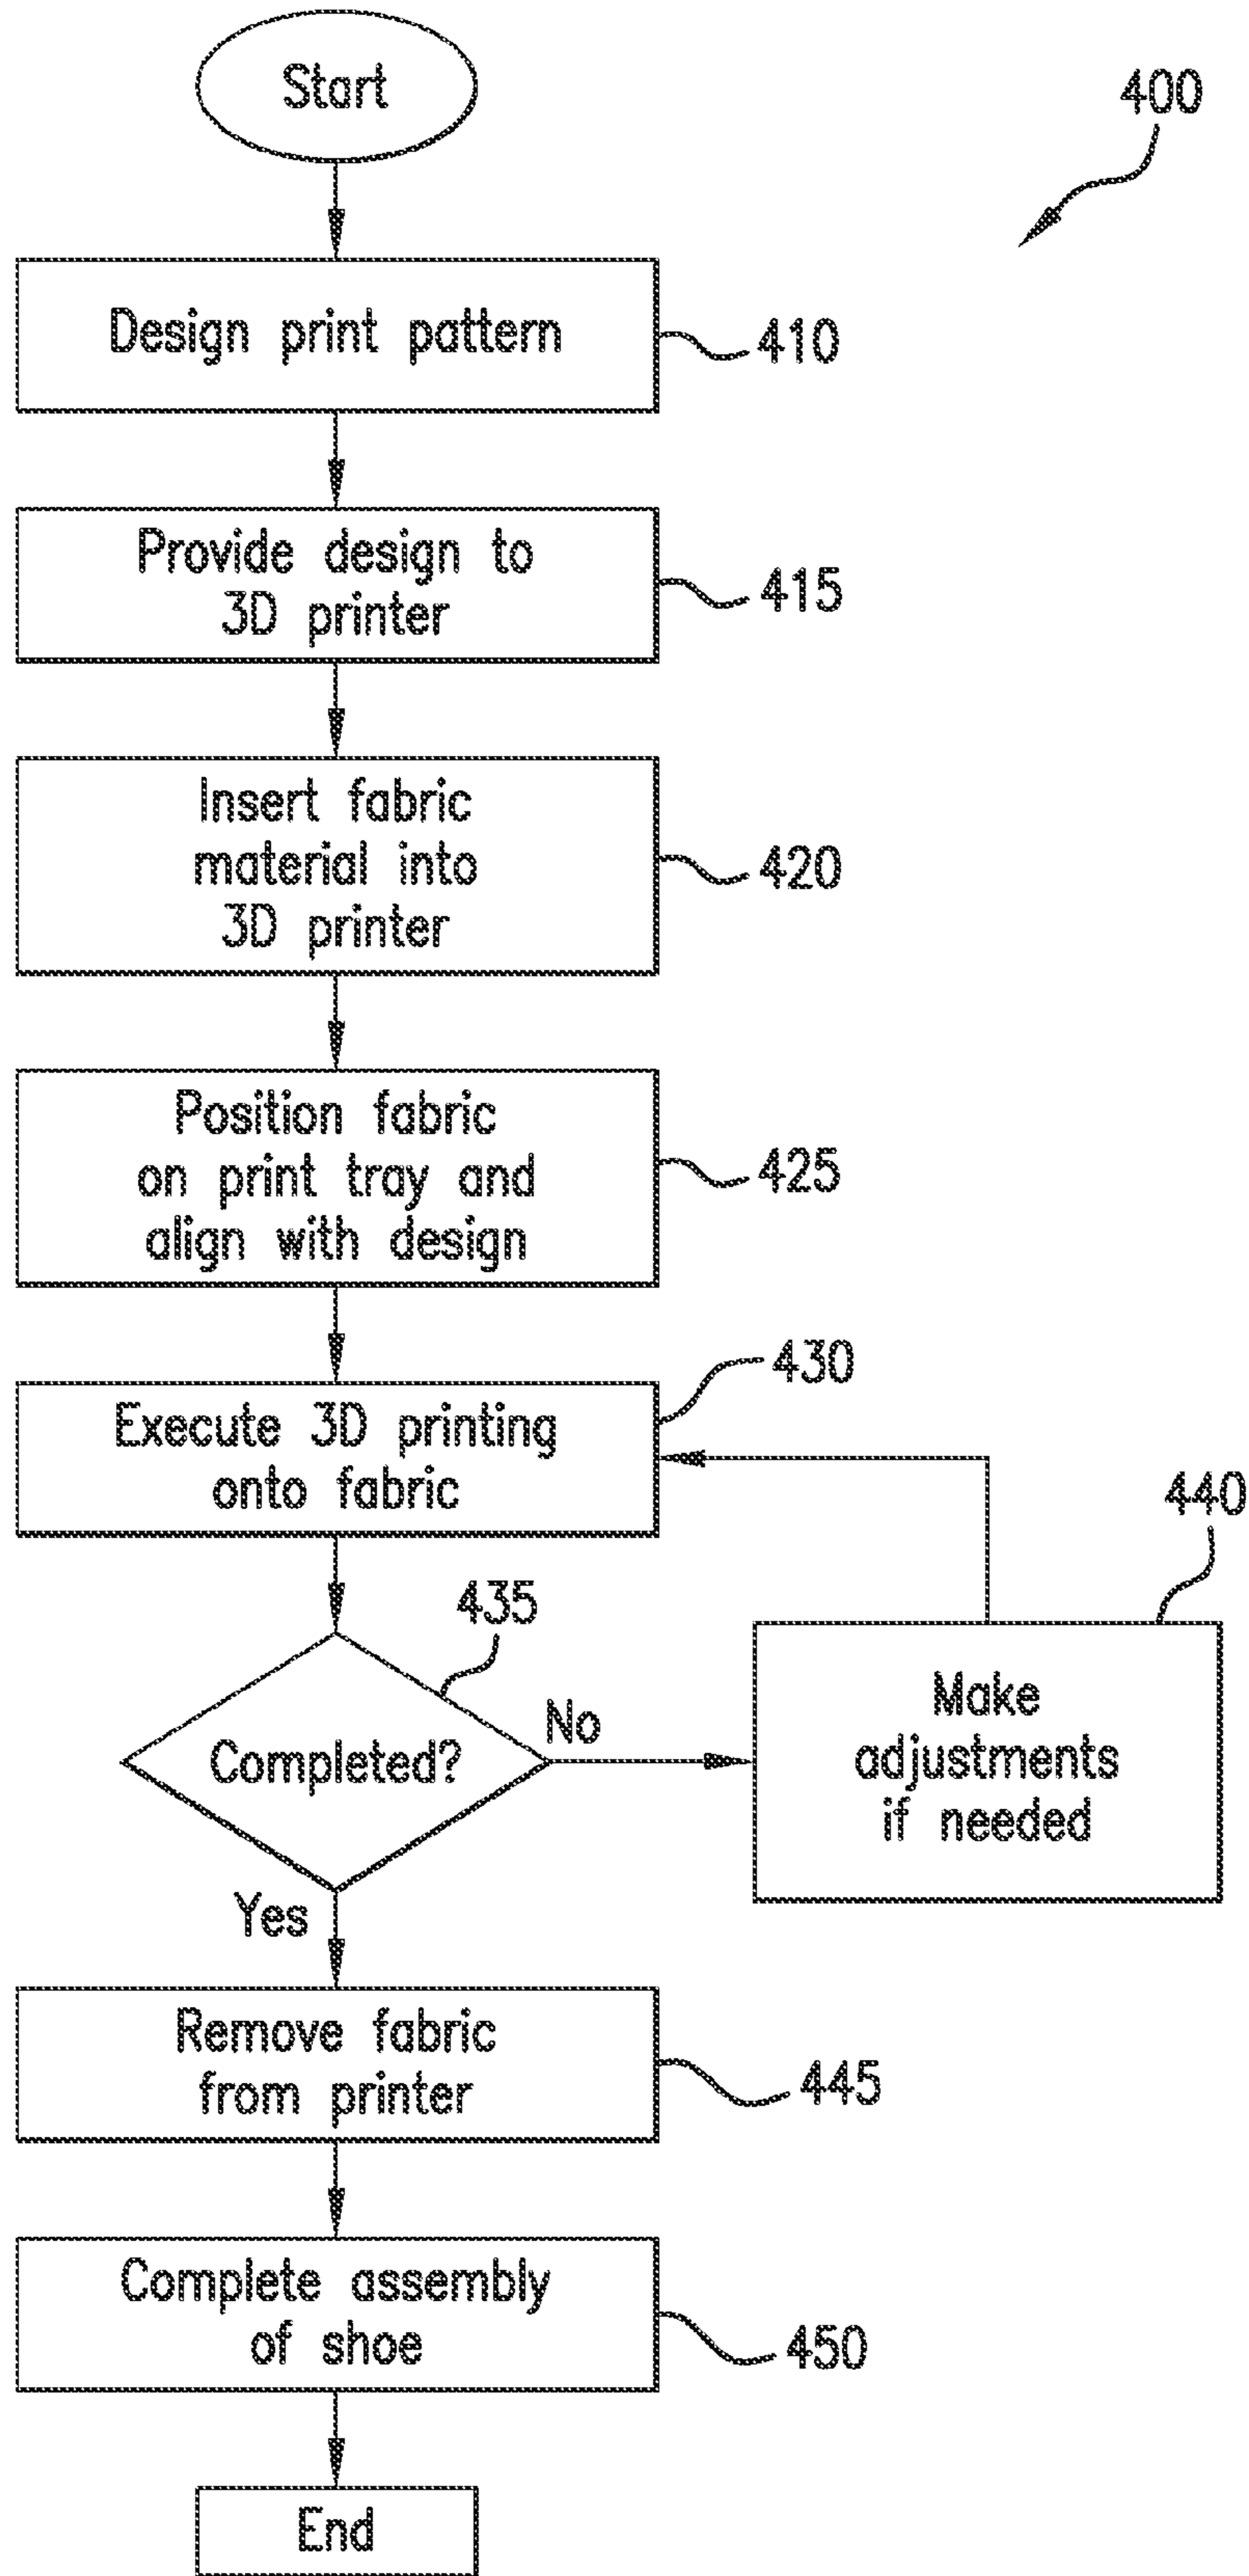 Start
400
Design print pattern
410
Provide design to
3D printer
415
Insert fabric
material into
3D printer
420
Position fabric
on print tray and
align with design
425
430
Execute 3D printing
onto fabric
440
435
No
Completed?
Make
adjustments
if needed
Yes
Remove fabric
from printer
445
Complete assembly
of shoe
450
End